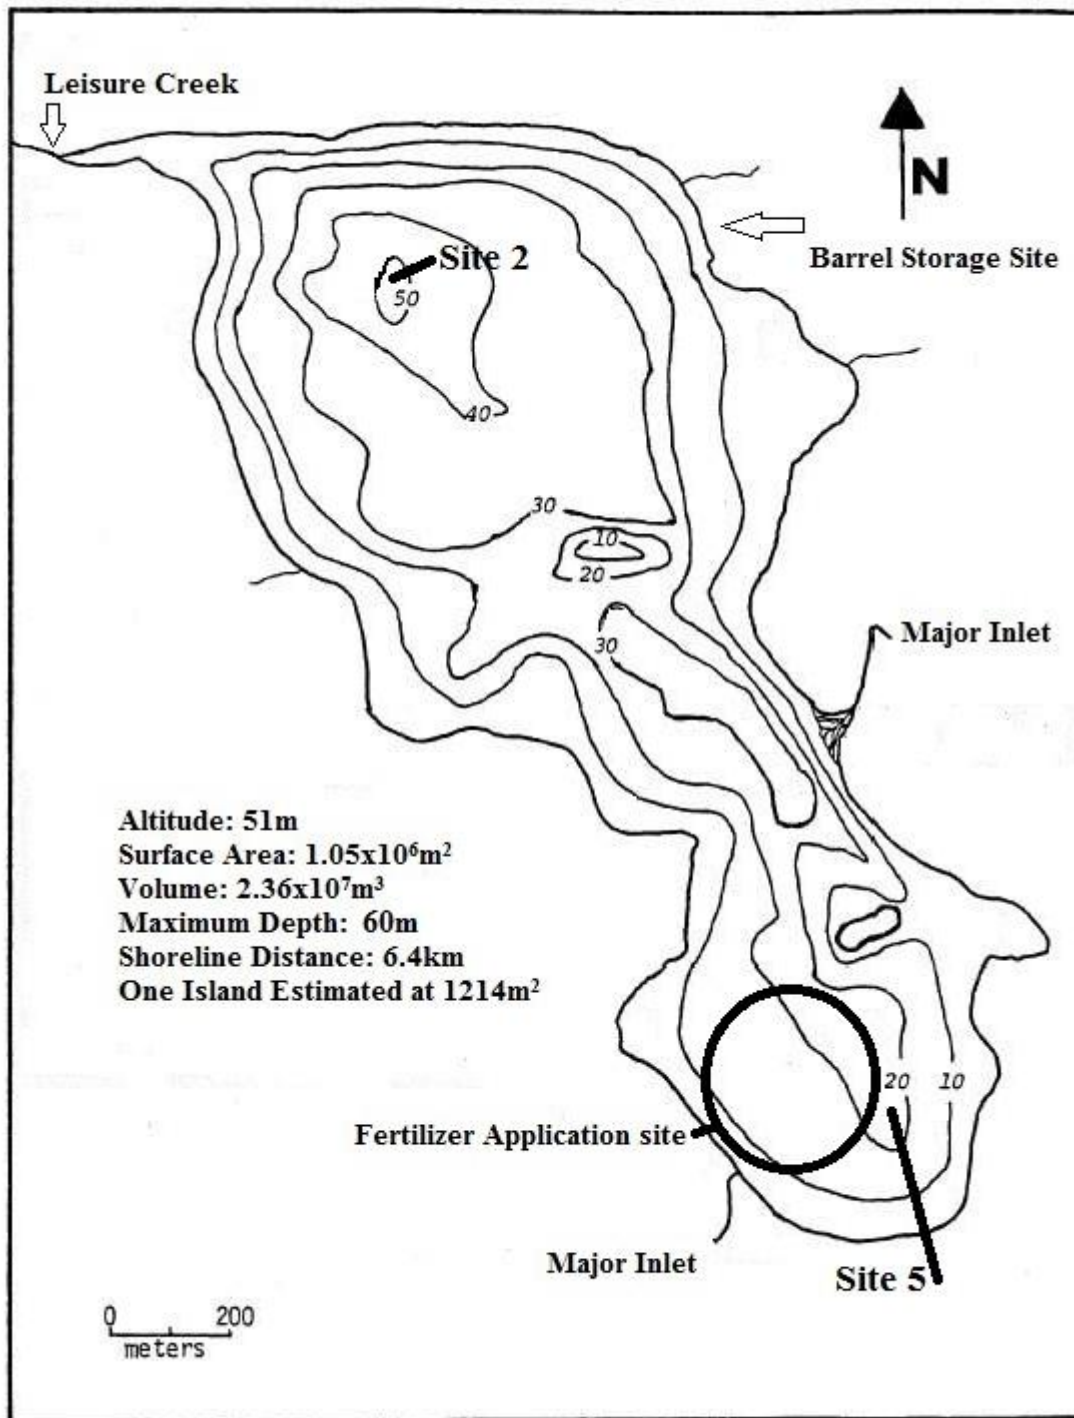 Leisure Creek
N
Site 2
Barrel Storage Site
50
40
30
10
20
30
Major Inlet
Altitude: 51m
Surface Area: 1.05x10⁶m²
Volume: 2.36x10⁷m³
Maximum Depth: 60m
Shoreline Distance: 6.4km
One Island Estimated at 1214m²
20 10
Fertilizer Application site
Major Inlet
Site 5
0 200
meters